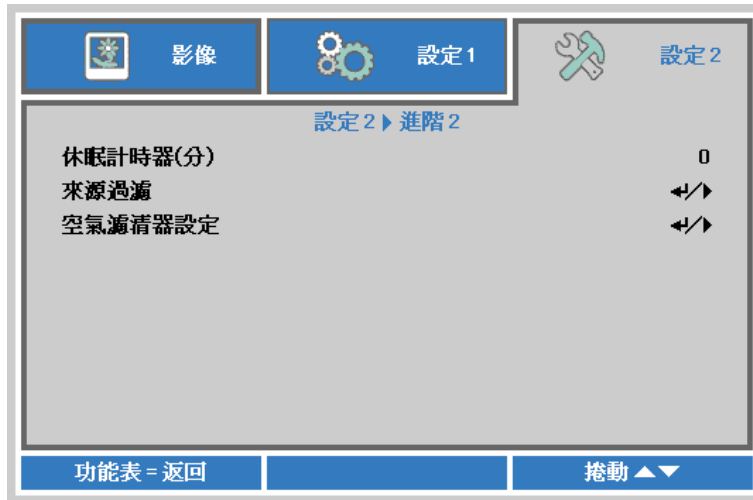 影像 設定1 設定2
設定2▶進階2
休眠計時器(分) 0
來源過濾 ↵/▶
空氣濾清器設定 ↵/▶
功能表=返回 捲動▲▼